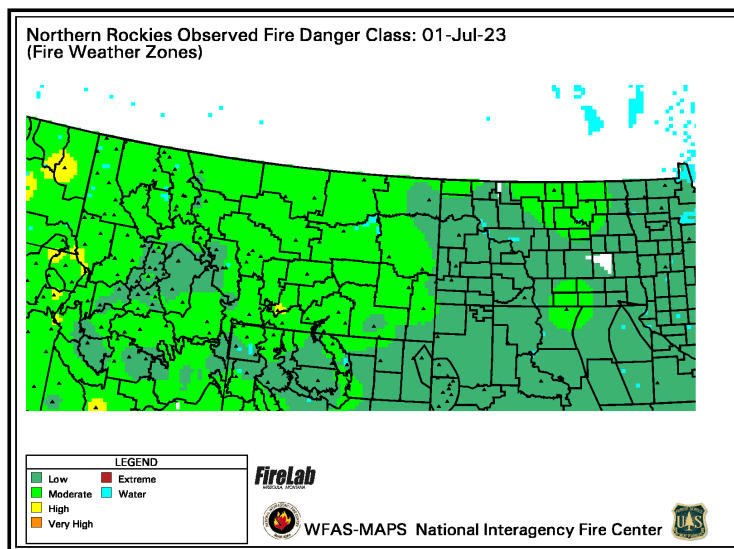 Northern Rockies Observed Fire Danger Class: 01-Jul-23
(Fire Weather Zones)
LEGEND
Low
Extreme
Moderate
Water
High
Very High
FireLab
MISSOULA, MONTANA
WFAS-MAPS National Interagency Fire Center
U S